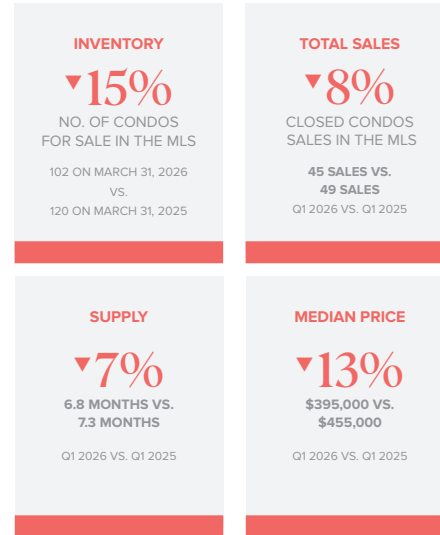 INVENTORY
▼15%
NO. OF CONDOS
FOR SALE IN THE MLS
102 ON MARCH 31, 2026
VS.
120 ON MARCH 31, 2025
TOTAL SALES
▼8%
CLOSED CONDOS
SALES IN THE MLS
45 SALES VS.
49 SALES
Q1 2026 VS. Q1 2025
SUPPLY
▼7%
6.8 MONTHS VS.
7.3 MONTHS
Q1 2026 VS. Q1 2025
MEDIAN PRICE
▼13%
$395,000 VS.
$455,000
Q1 2026 VS. Q1 2025